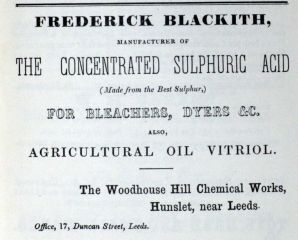 FREDERICK BLACKITH,
MANUFACTURER OF
THE CONCENTRATED SULPHURIC ACID
(Made from the Best Sulphur,)
FOR BLEACHERS, DYERS &C.
ALSO,
AGRICULTURAL OIL VITRIOL.
The Woodhouse Hill Chemical Works,
Hunslet, near Leeds.
Office, 17, Duncan Street, Leeds.